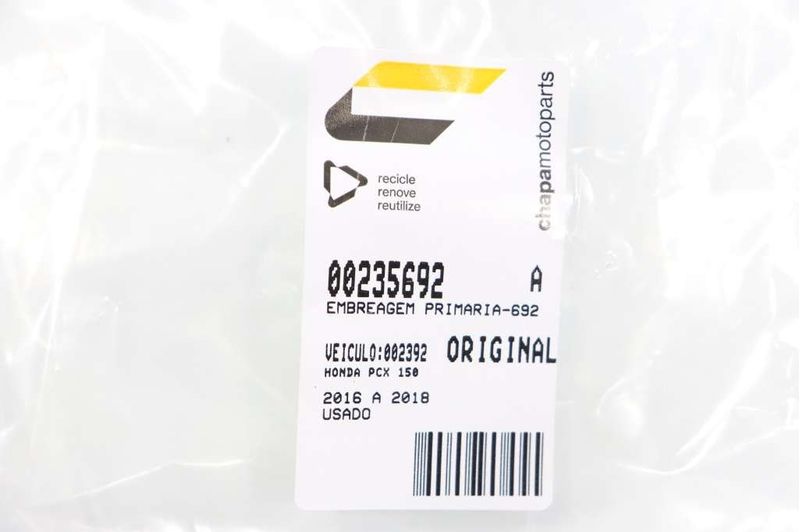 chapamotoparts
recicle
renove
reutilize
00235692 A
EMBREAGEM PRIMARIA-692
VEICULO:002392 ORIGINAL
HONDA PCX 150
2016 A 2018
USADO